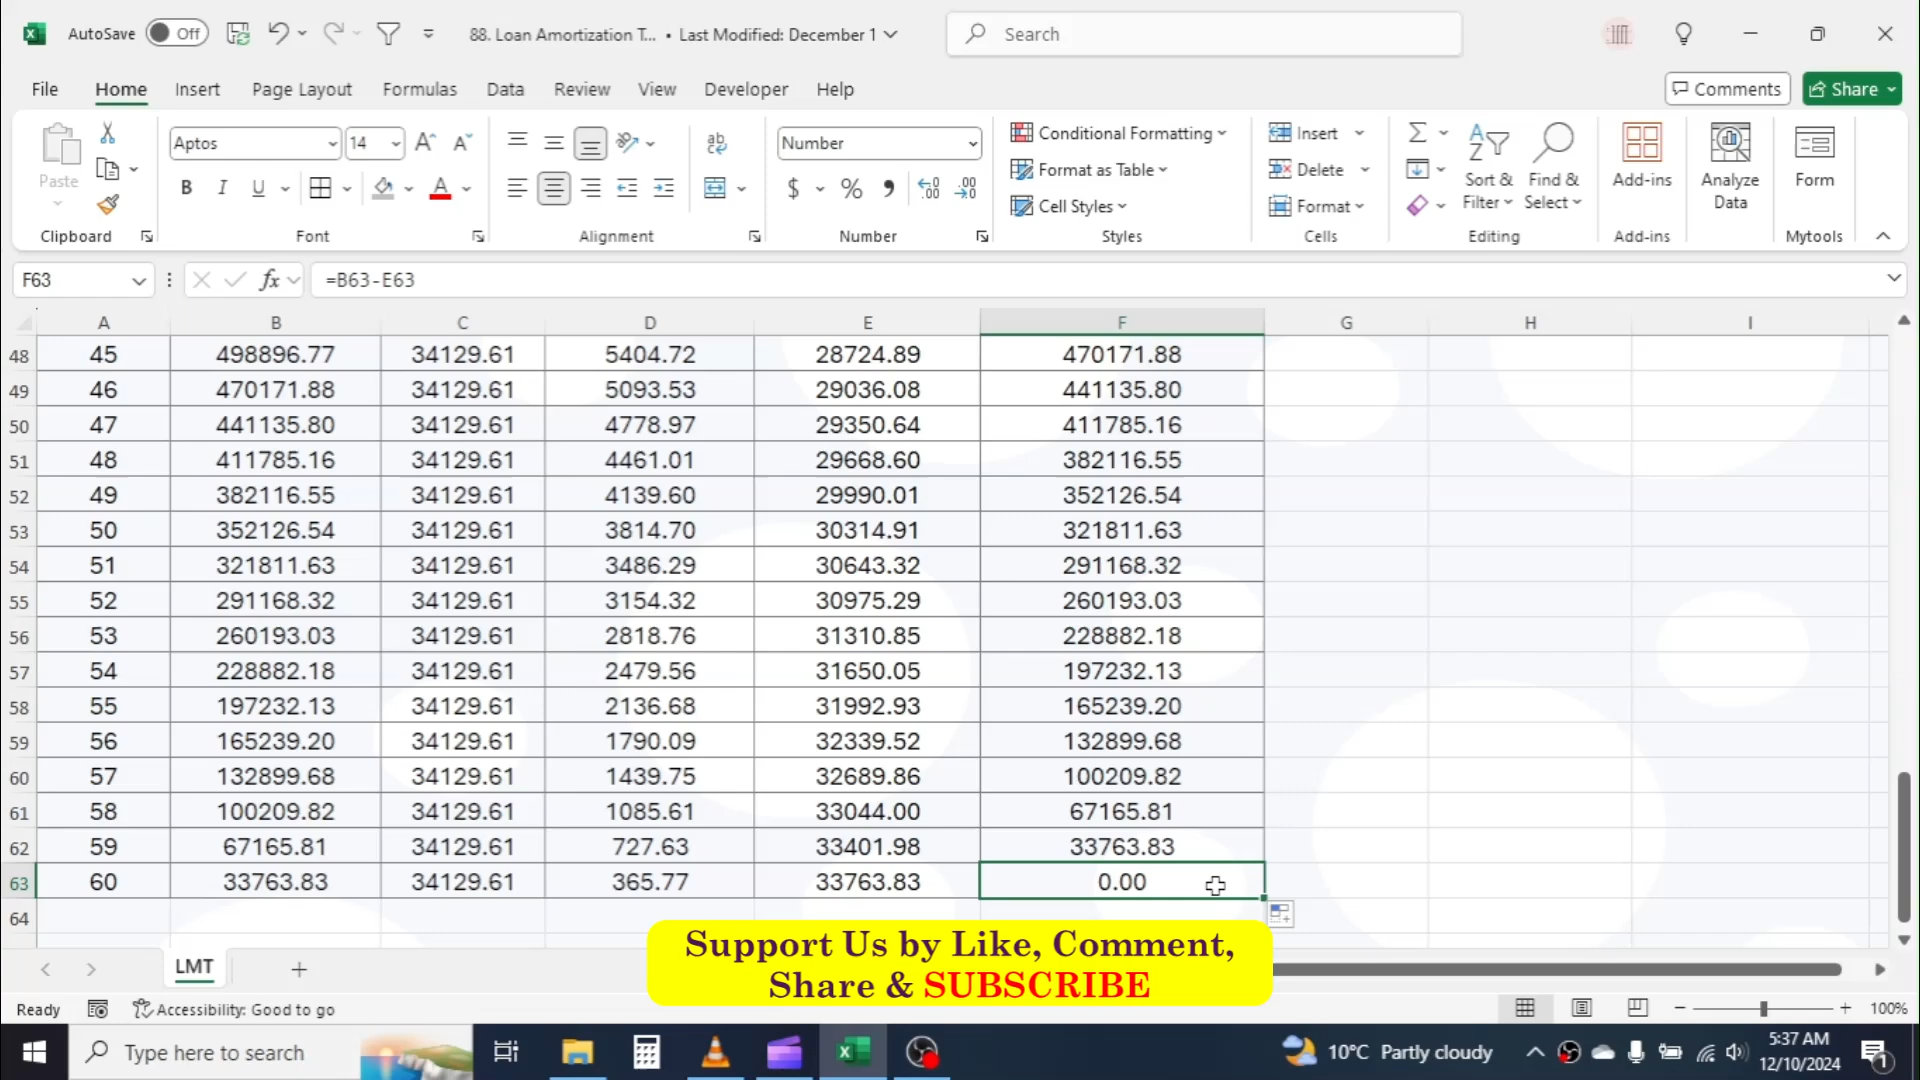 AutoSave Off 88. Loan Amortization T... • Last Modified: December 1 Search
File Home Insert Page Layout Formulas Data Review View Developer Help Comments Share
Paste Aptos 14 Number Conditional Formatting Insert
Format as Table Delete Sort & Filter Find & Select Add-ins Analyze Data Form
Cell Styles Format
Clipboard Font Alignment Number Styles Cells Editing Add-ins Mytools
F63 fx =B63-E63
A B C D E F G H I
48 45 498896.77 34129.61 5404.72 28724.89 470171.88
49 46 470171.88 34129.61 5093.53 29036.08 441135.80
50 47 441135.80 34129.61 4778.97 29350.64 411785.16
51 48 411785.16 34129.61 4461.01 29668.60 382116.55
52 49 382116.55 34129.61 4139.60 29990.01 352126.54
53 50 352126.54 34129.61 3814.70 30314.91 321811.63
54 51 321811.63 34129.61 3486.29 30643.32 291168.32
55 52 291168.32 34129.61 3154.32 30975.29 260193.03
56 53 260193.03 34129.61 2818.76 31310.85 228882.18
57 54 228882.18 34129.61 2479.56 31650.05 197232.13
58 55 197232.13 34129.61 2136.68 31992.93 165239.20
59 56 165239.20 34129.61 1790.09 32339.52 132899.68
60 57 132899.68 34129.61 1439.75 32689.86 100209.82
61 58 100209.82 34129.61 1085.61 33044.00 67165.81
62 59 67165.81 34129.61 727.63 33401.98 33763.83
63 60 33763.83 34129.61 365.77 33763.83 0.00
64
Support Us by Like, Comment,
Share & SUBSCRIBE
LMT
Ready Accessibility: Good to go 100%
Type here to search 10°C Partly cloudy 5:37 AM
12/10/2024 1